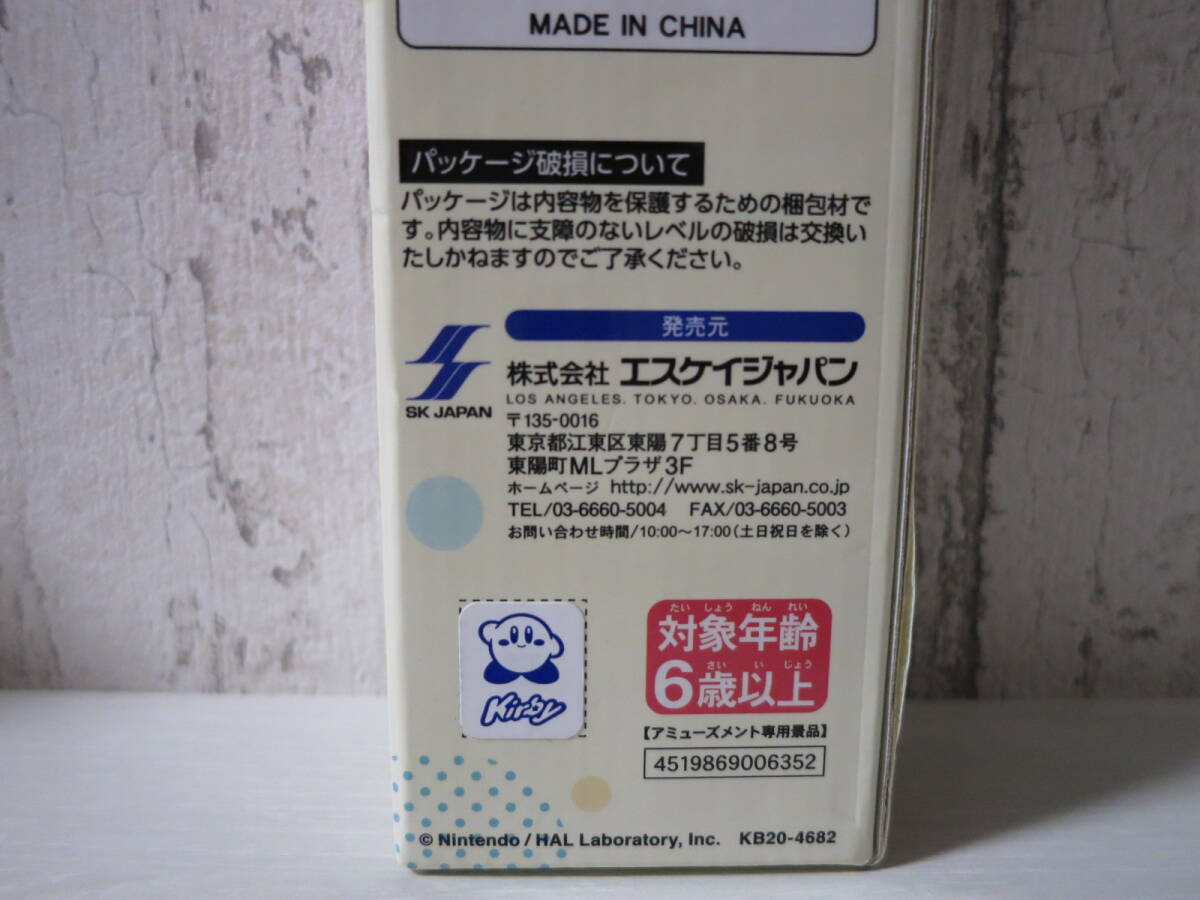 MADE IN CHINA
パッケージ破損について
パッケージは内容物を保護するための梱包材で
す。内容物に支障のないレベルの破損は交換い
たしかねますのでご了承ください。
発売元
SK JAPAN
株式会社 エスケイジャパン
LOS ANGELES. TOKYO. OSAKA. FUKUOKA
〒135-0016
東京都江東区東陽7丁目5番8号
東陽町MLプラザ3F
ホームページ http://www.sk-japan.co.jp
TEL/03-6660-5004 FAX/03-6660-5003
お問い合わせ時間/10:00～17:00(土日祝日を除く)
Kirby
たいしょうねんれい
対象年齢
さいいじょう
6歳以上
【アミューズメント専用景品】
4519869006352
© Nintendo / HAL Laboratory, Inc. KB20-4682